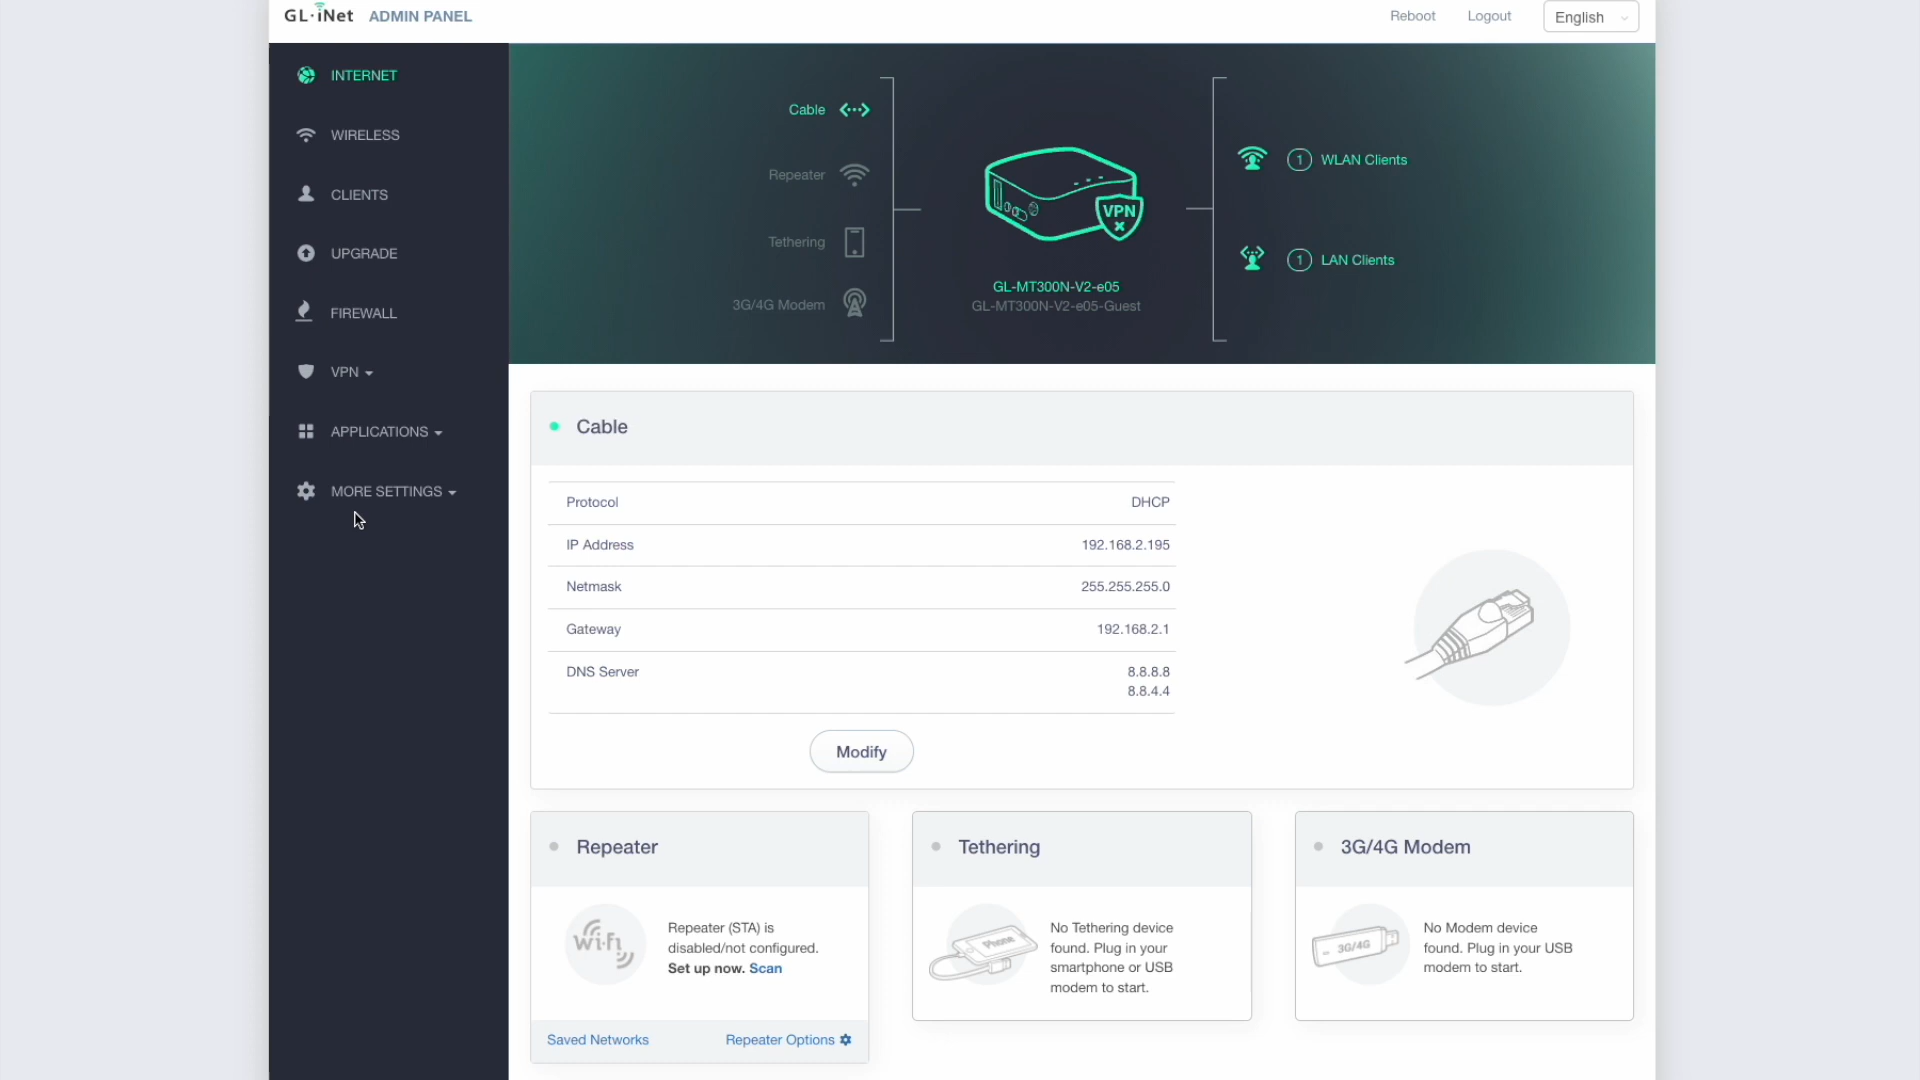 GL·iNet ADMIN PANEL
Reboot
Logout
English
INTERNET
WIRELESS
CLIENTS
UPGRADE
FIREWALL
VPN
APPLICATIONS
MORE SETTINGS
Cable
Repeater
Tethering
3G/4G Modem
VPN
GL-MT300N-V2-e05
GL-MT300N-V2-e05-Guest
1 WLAN Clients
1 LAN Clients
Cable
Protocol DHCP
IP Address 192.168.2.195
Netmask 255.255.255.0
Gateway 192.168.2.1
DNS Server 8.8.8.8
8.8.4.4
Modify
Repeater
Wi-fi
Repeater (STA) is
disabled/not configured.
Set up now. Scan
Saved Networks
Repeater Options
Tethering
Phone
No Tethering device
found. Plug in your
smartphone or USB
modem to start.
3G/4G Modem
3G/4G
No Modem device
found. Plug in your USB
modem to start.